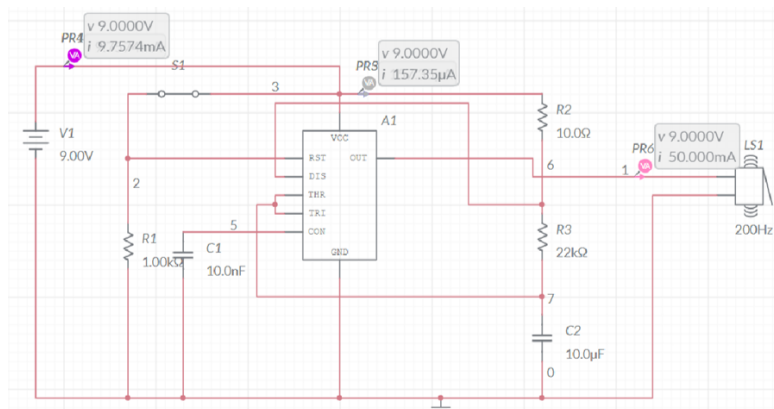 v 9.0000V
PR4
i 9.7574mA
S1
v 9.0000V
PR8
i 157.35µA
3
R2
10.0Ω
A1
VCC
V1
9.00V
RST
OUT
DIS
THR
TRI
CON
GND
6
v 9.0000V
PR6
i 50.000mA
LS1
1
200Hz
2
5
R1
1.00kΩ
C1
10.0nF
R3
22kΩ
7
C2
10.0µF
0